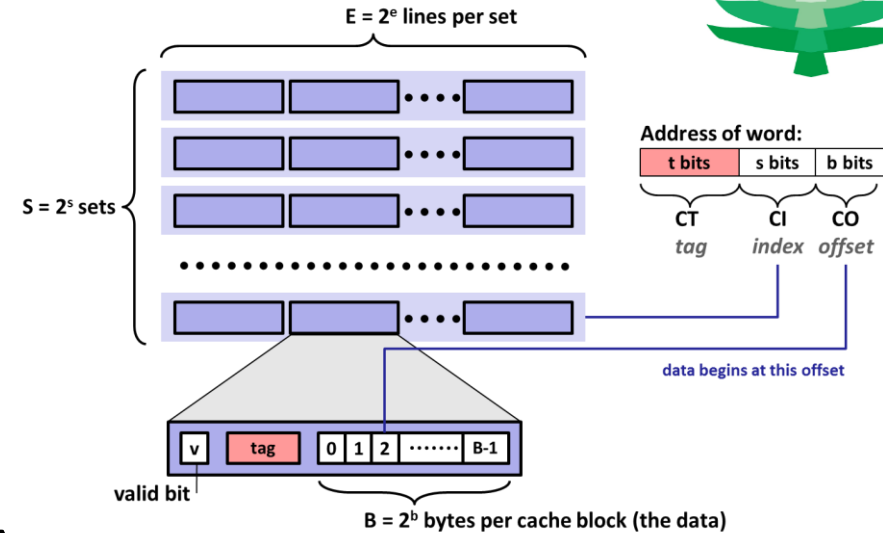 E = 2ᵉ lines per set
S = 2ˢ sets
Address of word:
t bits s bits b bits
CT CI CO
tag index offset
data begins at this offset
v tag 0 1 2 ······· B-1
valid bit
B = 2ᵇ bytes per cache block (the data)